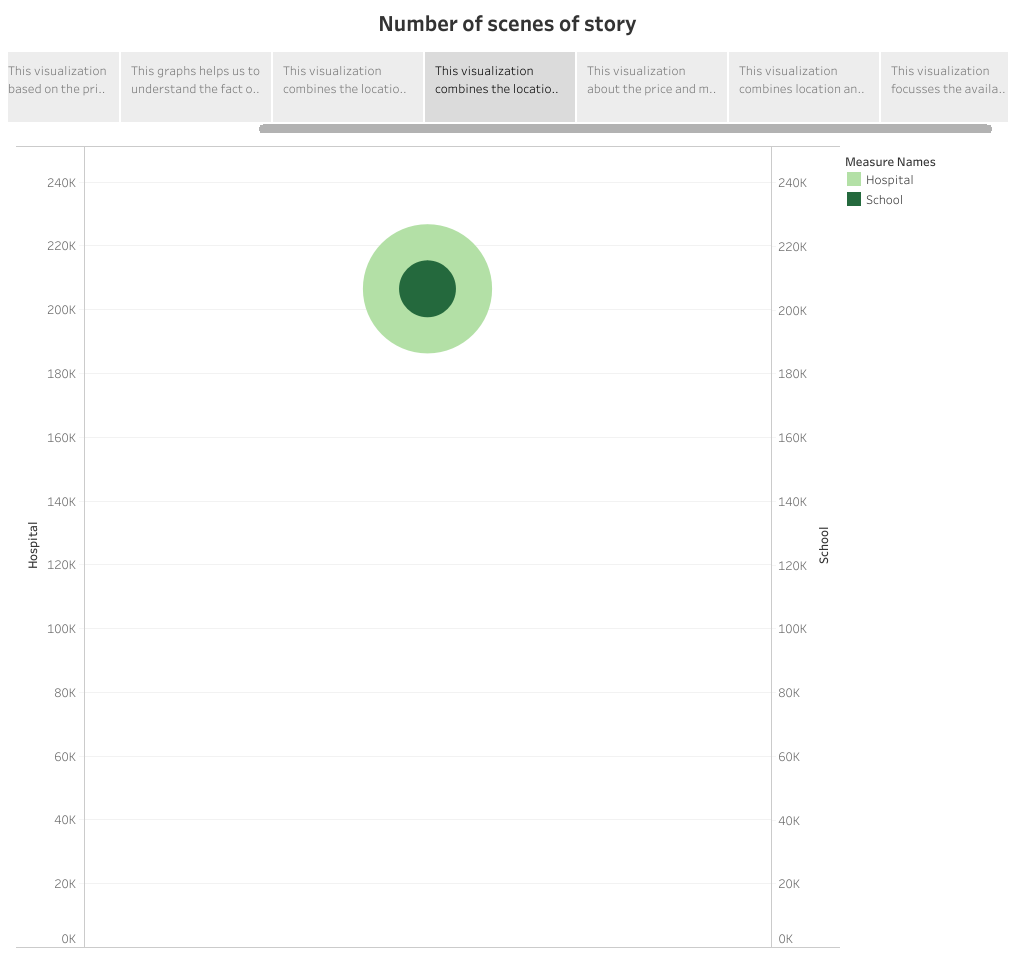 Number of scenes of story
This visualization
based on the pri..
This graphs helps us to
understand the fact o..
This visualization
combines the locatio..
This visualization
combines the locatio..
This visualization
about the price and m..
This visualization
combines location an..
This visualization
focusses the availa..
Measure Names
Hospital
School
240K
220K
200K
180K
160K
140K
120K
100K
80K
60K
40K
20K
0K
Hospital
240K
220K
200K
180K
160K
140K
120K
100K
80K
60K
40K
20K
0K
School